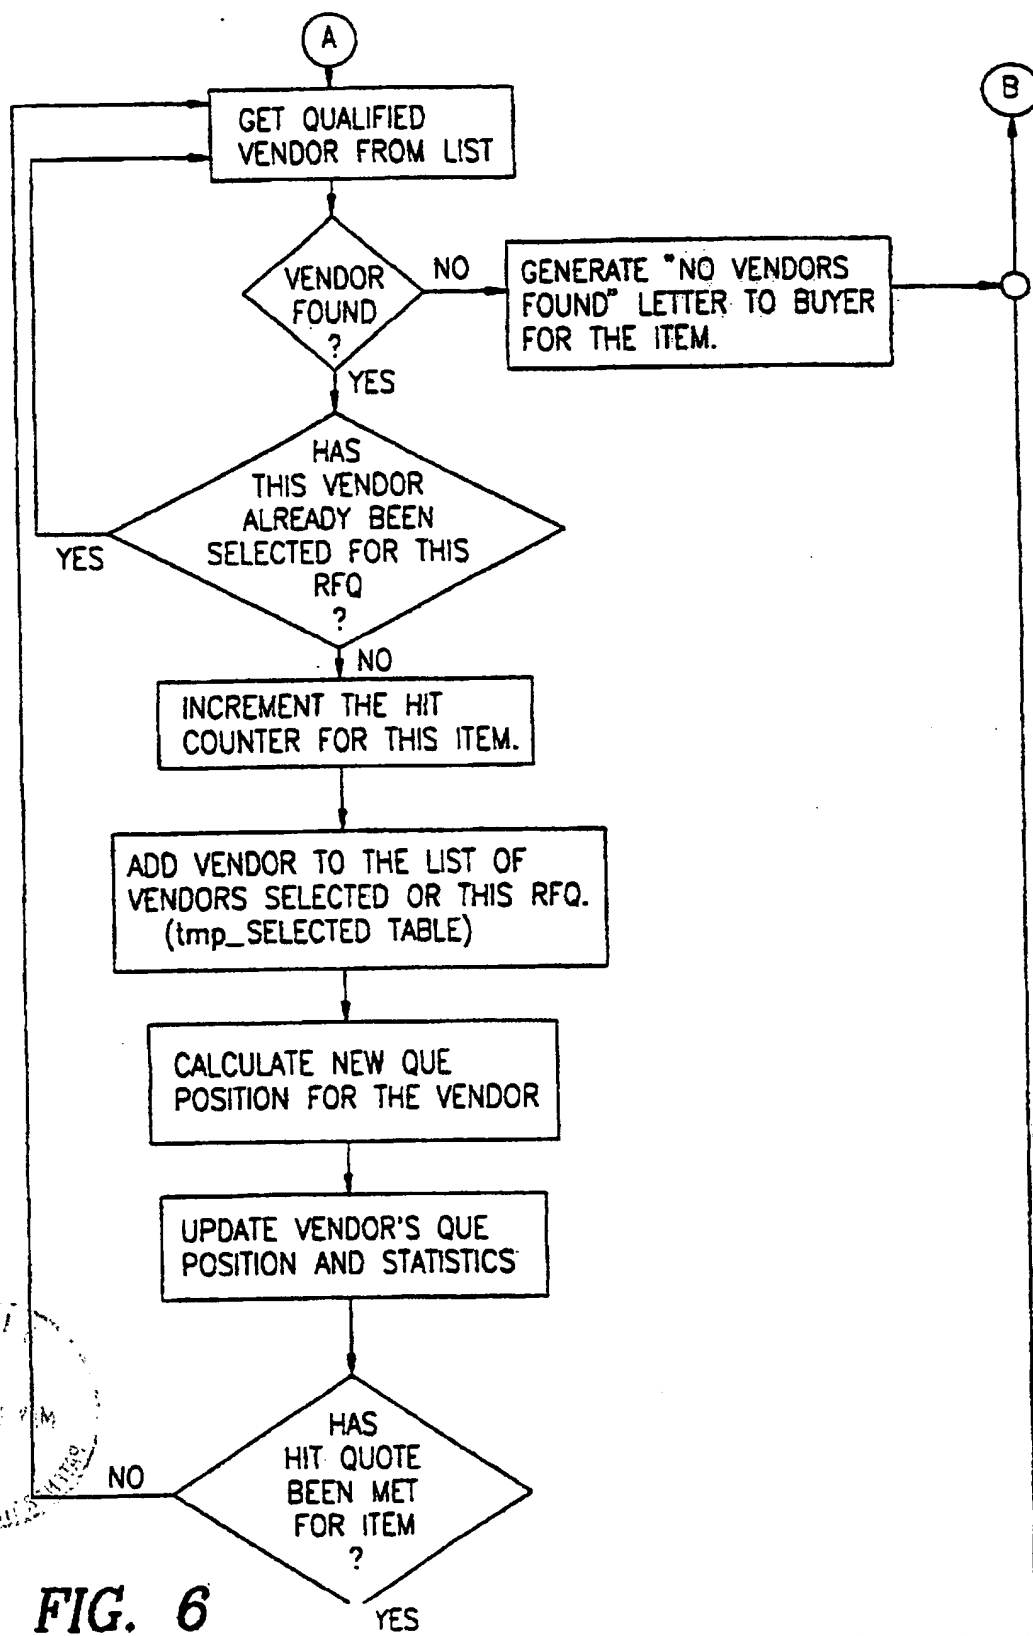 A
B
GET QUALIFIED
VENDOR FROM LIST
VENDOR
FOUND
?
NO
GENERATE "NO VENDORS
FOUND" LETTER TO BUYER
FOR THE ITEM.
YES
HAS
THIS VENDOR
ALREADY BEEN
SELECTED FOR THIS
RFQ
?
YES
NO
INCREMENT THE HIT
COUNTER FOR THIS ITEM.
ADD VENDOR TO THE LIST OF
VENDORS SELECTED OR THIS RFQ.
(tmp_SELECTED TABLE)
CALCULATE NEW QUE
POSITION FOR THE VENDOR
UPDATE VENDOR'S QUE
POSITION AND STATISTICS
HAS
HIT QUOTE
BEEN MET
FOR ITEM
?
NO
YES
FIG. 6